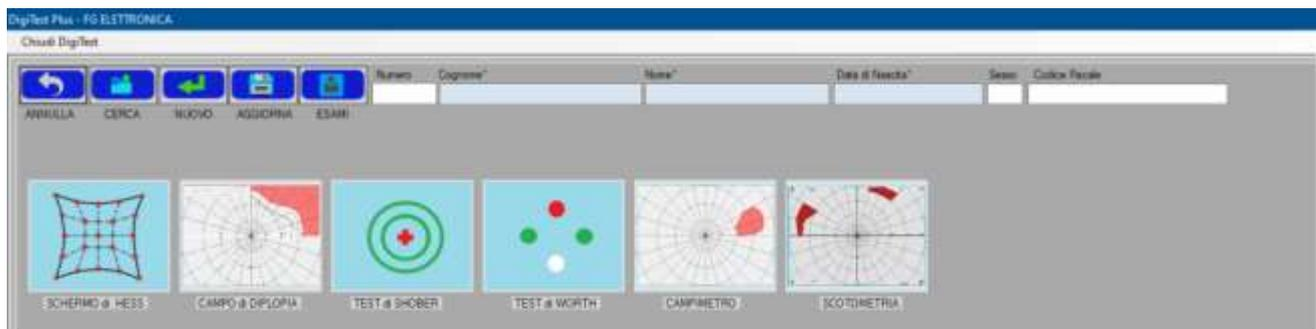 DigiTest Plus - FG ELETTRONICA
Chiudi DigiTest
Numero Cognome* Nome* Data di Nascita* Sesso Codice Fiscale
ANNULLA CERCA NUOVO AGGIORNA ESAMI
SCHERMO di HESS CAMPO di DIPLOPIA TEST di SHOBER TEST di WORTH CAMPIMETRO SCOTOMETRIA